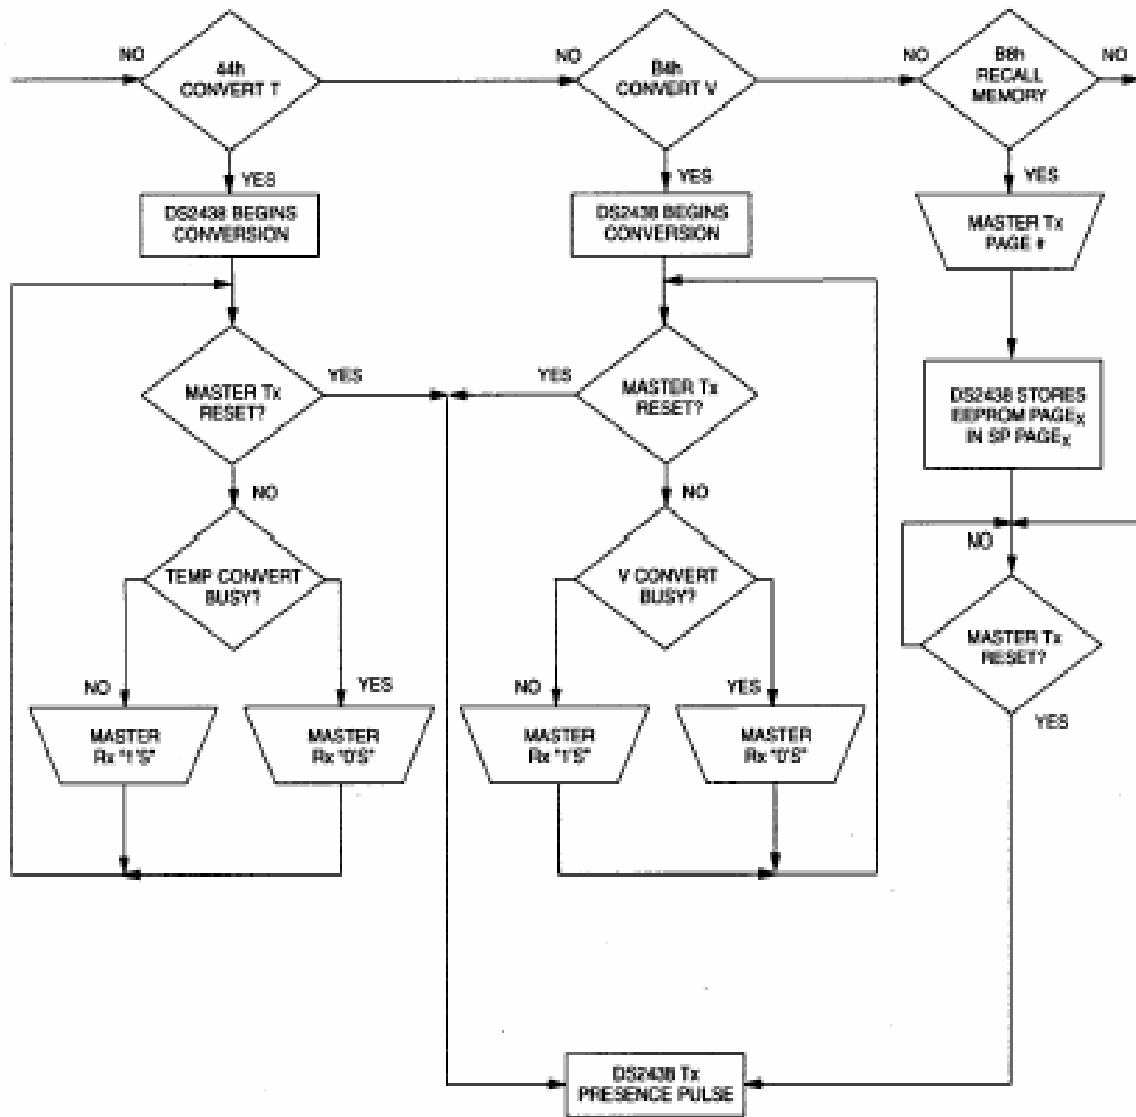 NO
44h
CONVERT T
NO
B4h
CONVERT V
NO
B8h
RECALL
MEMORY
NO
YES
YES
YES
DS2438 BEGINS
CONVERSION
DS2438 BEGINS
CONVERSION
MASTER Tx
PAGE #
MASTER Tx
RESET?
YES
YES
MASTER Tx
RESET?
DS2438 STORES
EEPROM PAGEx
IN SP PAGEx
NO
NO
NO
TEMP CONVERT
BUSY?
V CONVERT
BUSY?
MASTER Tx
RESET?
NO
YES
NO
YES
YES
MASTER
Rx "1'S"
MASTER
Rx "0'S"
MASTER
Rx "1'S"
MASTER
Rx "0'S"
DS2438 Tx
PRESENCE PULSE